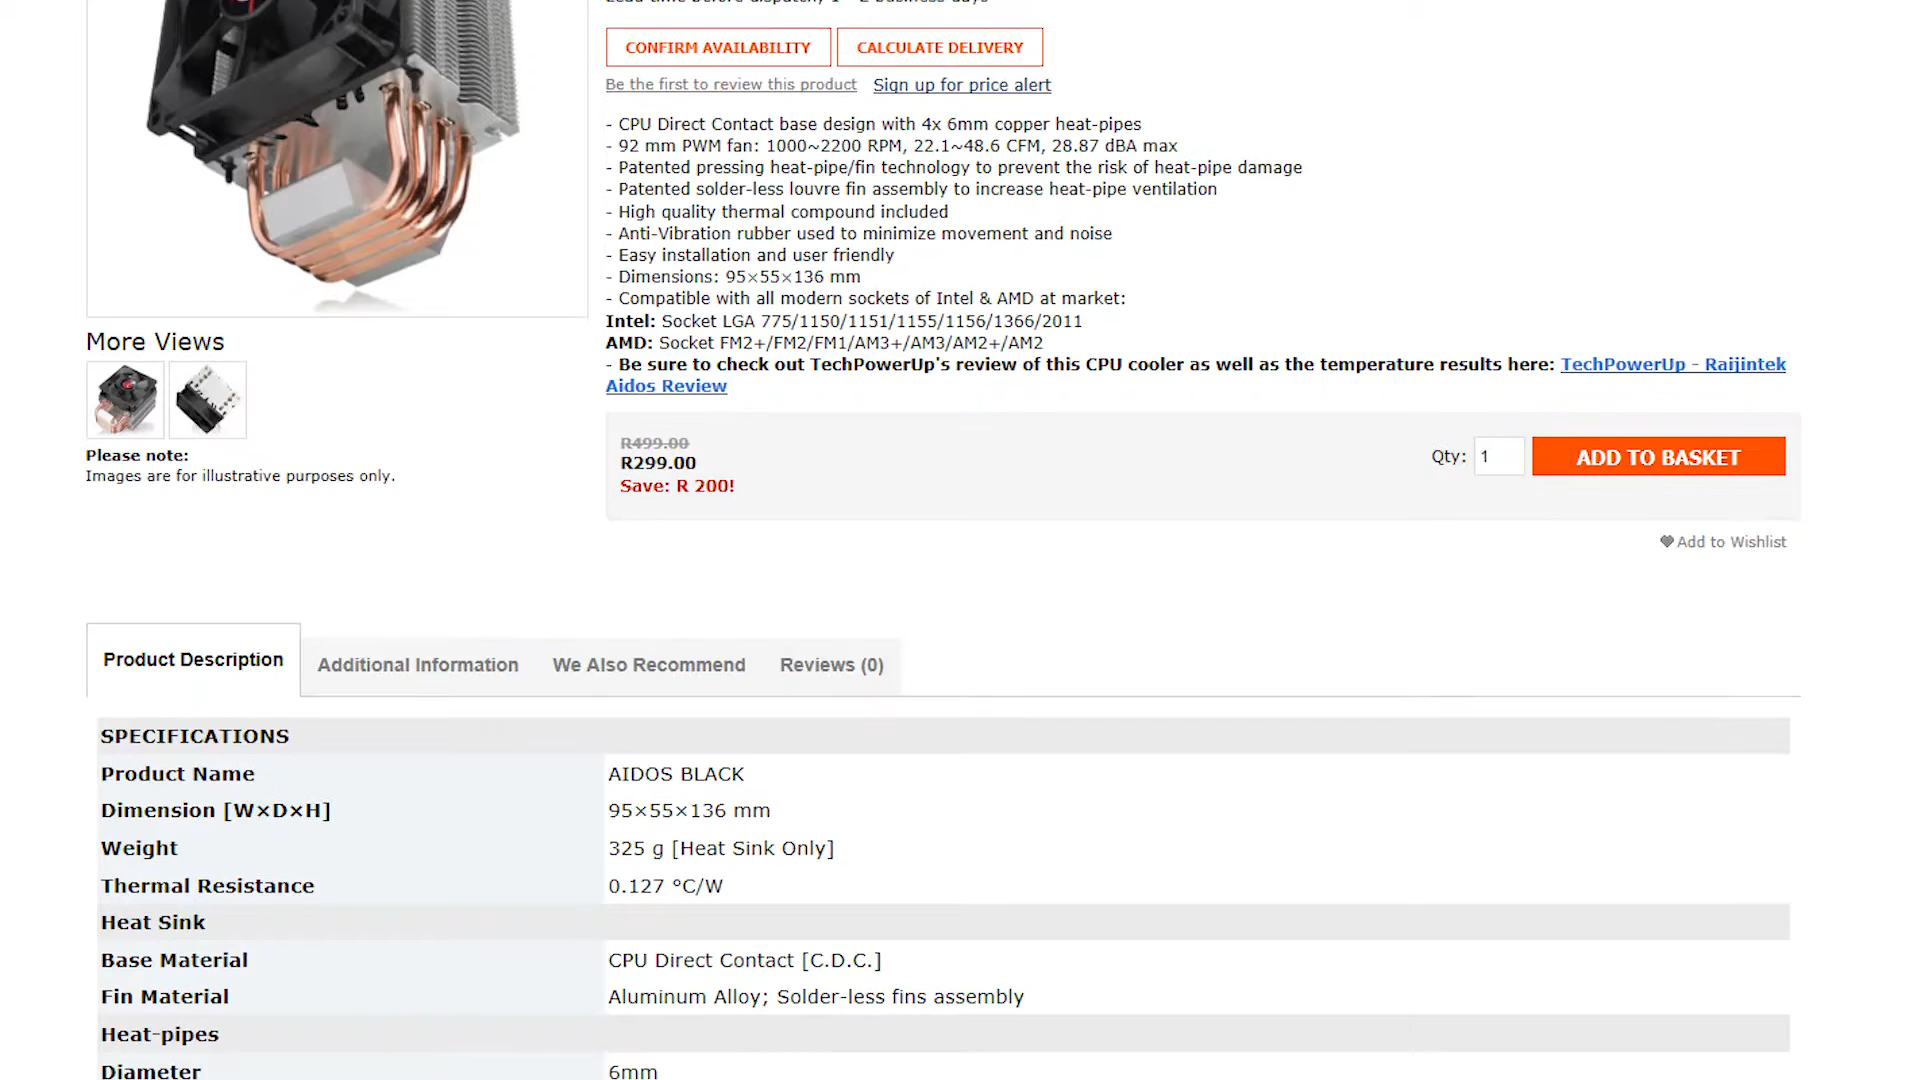 Lead time before dispatch: 1 - 2 business days
CONFIRM AVAILABILITY
CALCULATE DELIVERY
Be the first to review this product
Sign up for price alert
- CPU Direct Contact base design with 4x 6mm copper heat-pipes
- 92 mm PWM fan: 1000~2200 RPM, 22.1~48.6 CFM, 28.87 dBA max
- Patented pressing heat-pipe/fin technology to prevent the risk of heat-pipe damage
- Patented solder-less louvre fin assembly to increase heat-pipe ventilation
- High quality thermal compound included
- Anti-Vibration rubber used to minimize movement and noise
- Easy installation and user friendly
- Dimensions: 95×55×136 mm
- Compatible with all modern sockets of Intel & AMD at market:
Intel: Socket LGA 775/1150/1151/1155/1156/1366/2011
AMD: Socket FM2+/FM2/FM1/AM3+/AM3/AM2+/AM2
- Be sure to check out TechPowerUp's review of this CPU cooler as well as the temperature results here: TechPowerUp - Raijintek
Aidos Review
More Views
Please note:
Images are for illustrative purposes only.
R499.00
R299.00
Save: R 200!
Qty: 1
ADD TO BASKET
Add to Wishlist
Product Description
Additional Information
We Also Recommend
Reviews (0)
SPECIFICATIONS
Product Name AIDOS BLACK
Dimension [W×D×H] 95×55×136 mm
Weight 325 g [Heat Sink Only]
Thermal Resistance 0.127 °C/W
Heat Sink
Base Material CPU Direct Contact [C.D.C.]
Fin Material Aluminum Alloy; Solder-less fins assembly
Heat-pipes
Diameter 6mm